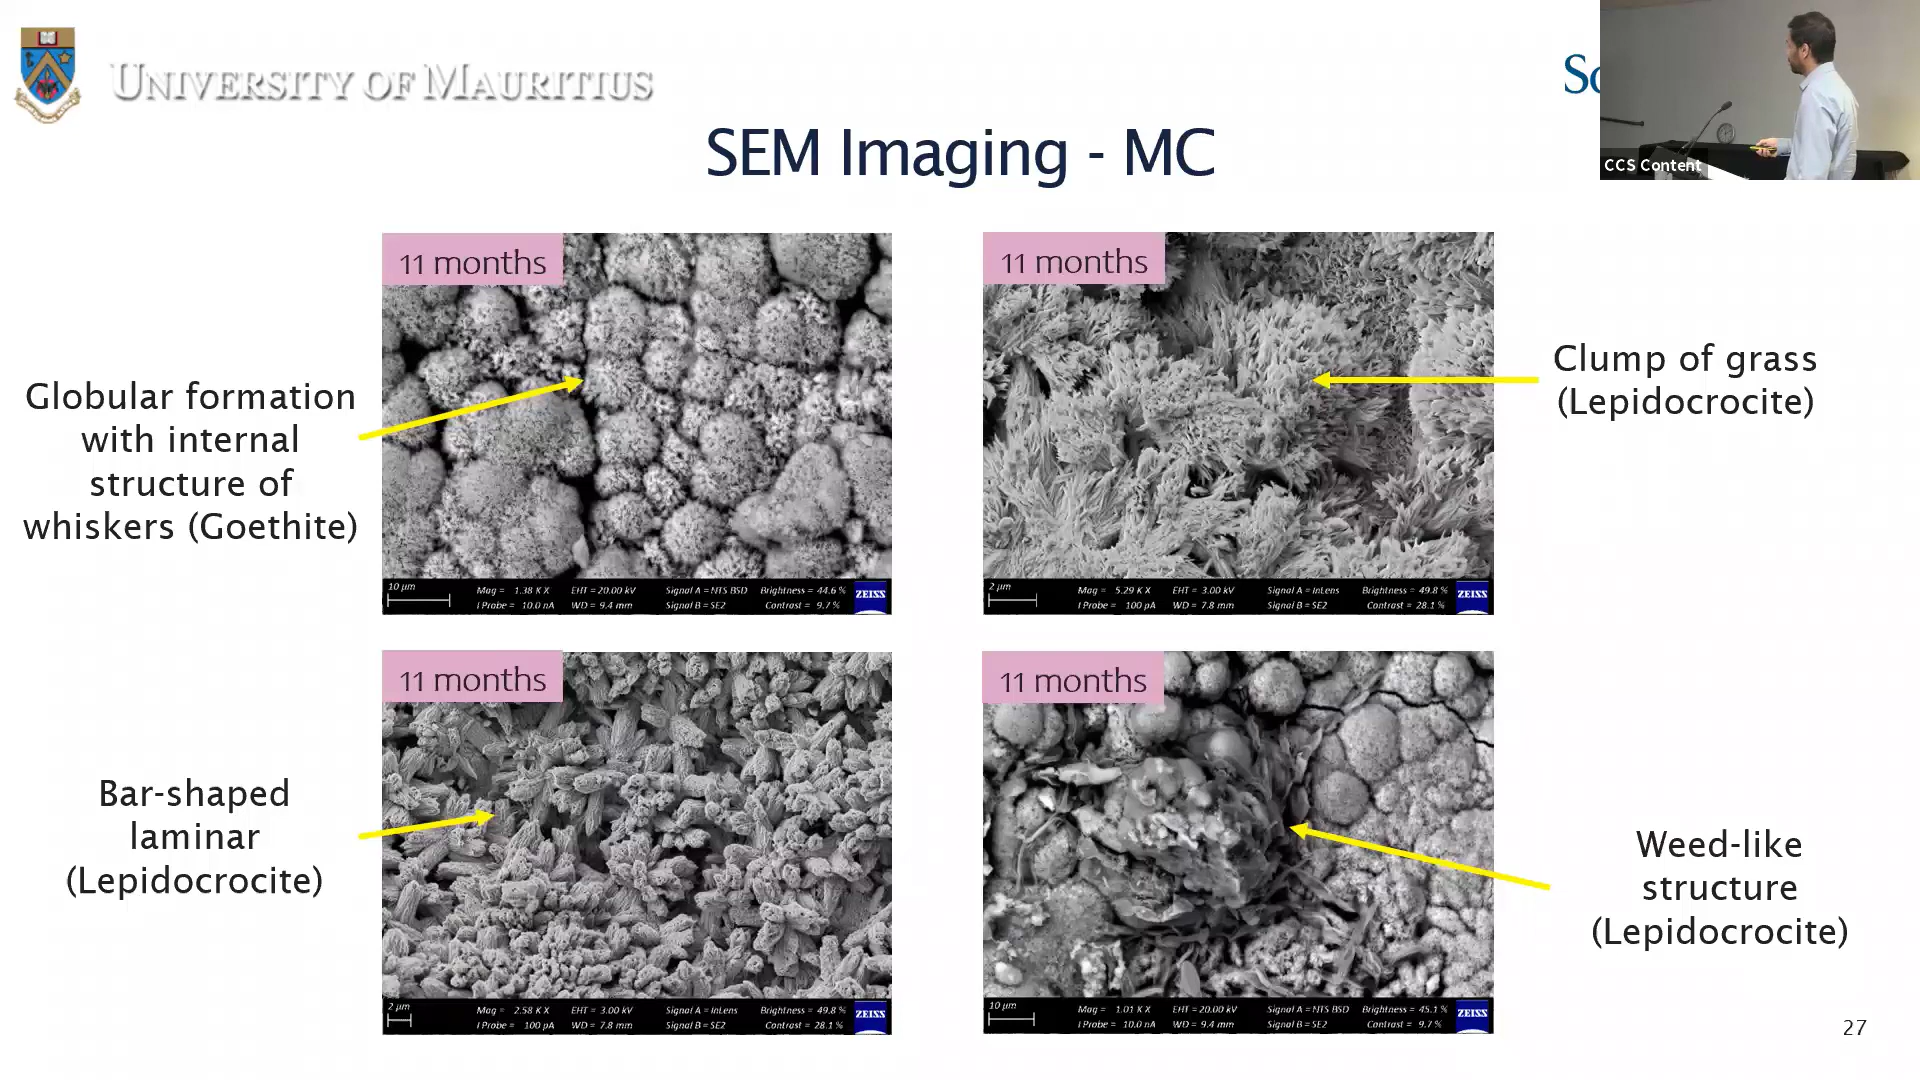 UNIVERSITY OF MAURITIUS
CCS Content
SEM Imaging - MC
11 months
11 months
Globular formation
with internal
structure of
whiskers (Goethite)
Clump of grass
(Lepidocrocite)
10 µm
Mag = 1.38 K X EHT = 20.00 kV Signal A = NTS BSD Brightness = 44.6 %
I Probe = 10.0 nA WD = 9.4 mm Signal B = SE2 Contrast = 9.7 %
ZEISS
2 µm
Mag = 5.29 K X EHT = 3.00 kV Signal A = InLens Brightness = 49.8 %
I Probe = 100 pA WD = 7.8 mm Signal B = SE2 Contrast = 28.1 %
ZEISS
11 months
11 months
Bar-shaped
laminar
(Lepidocrocite)
Weed-like
structure
(Lepidocrocite)
2 µm
Mag = 2.58 K X EHT = 3.00 kV Signal A = InLens Brightness = 49.8 %
I Probe = 100 pA WD = 7.8 mm Signal B = SE2 Contrast = 28.1 %
ZEISS
10 µm
Mag = 1.01 K X EHT = 20.00 kV Signal A = NTS BSD Brightness = 45.1 %
I Probe = 10.0 nA WD = 9.4 mm Signal B = SE2 Contrast = 9.7 %
ZEISS
27